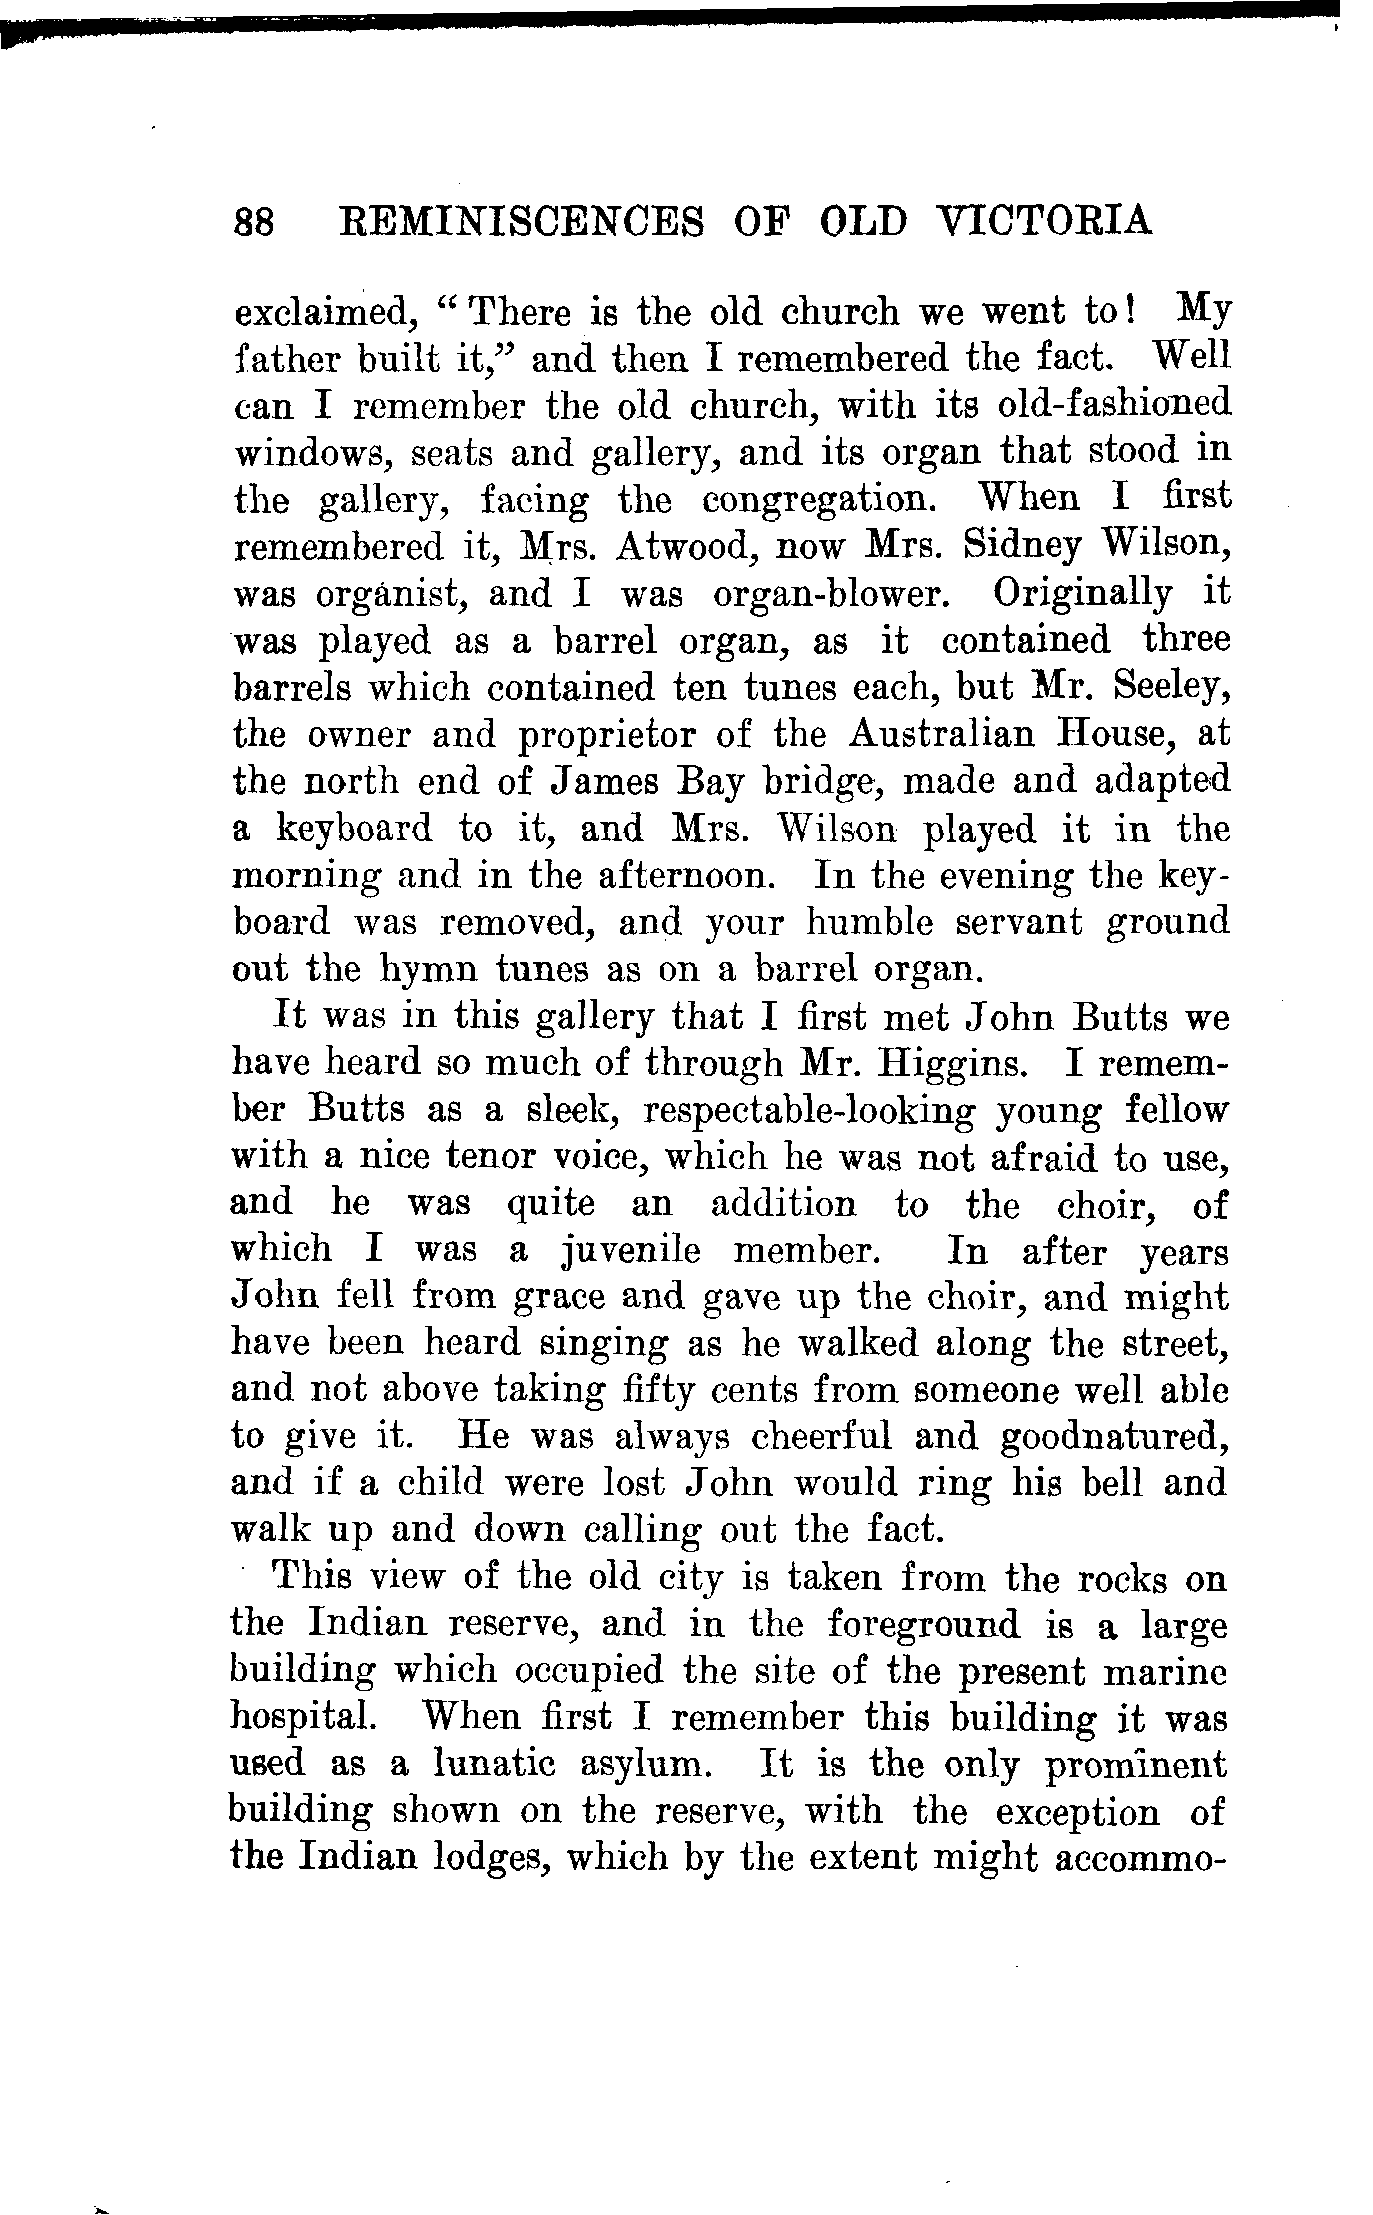 88 REMINISCENCES OF OLD VICTORIA
exclaimed, “ There is the old church we went to! My
father built it,” and then I remembered the fact. Well
can I remember the old church, with its old-fashioned
windows, seats and gallery, and its organ that stood in
the gallery, facing the congregation. When I first
remembered it, Mrs. Atwood, now Mrs. Sidney Wilson,
was organist, and I was organ-blower. Originally it
was played as a barrel organ, as it contained three
barrels which contained ten tunes each, but Mr. Seeley,
the owner and proprietor of the Australian House, at
the north end of James Bay bridge, made and adapted
a keyboard to it, and Mrs. Wilson played it in the
morning and in the afternoon. In the evening the key-
board was removed, and your humble servant ground
out the hymn tunes as on a barrel organ.
It was in this gallery that I first met John Butts we
have heard so much of through Mr. Higgins. I remem-
ber Butts as a sleek, respectable-looking young fellow
with a nice tenor voice, which he was not afraid to use,
and he was quite an addition to the choir, of
which I was a juvenile member. In after years
John fell from grace and gave up the choir, and might
have been heard singing as he walked along the street,
and not above taking fifty cents from someone well able
to give it. He was always cheerful and goodnatured,
and if a child were lost John would ring his bell and
walk up and down calling out the fact.
This view of the old city is taken from the rocks on
the Indian reserve, and in the foreground is a large
building which occupied the site of the present marine
hospital. When first I remember this building it was
used as a lunatic asylum. It is the only prominent
building shown on the reserve, with the exception of
the Indian lodges, which by the extent might accommo-